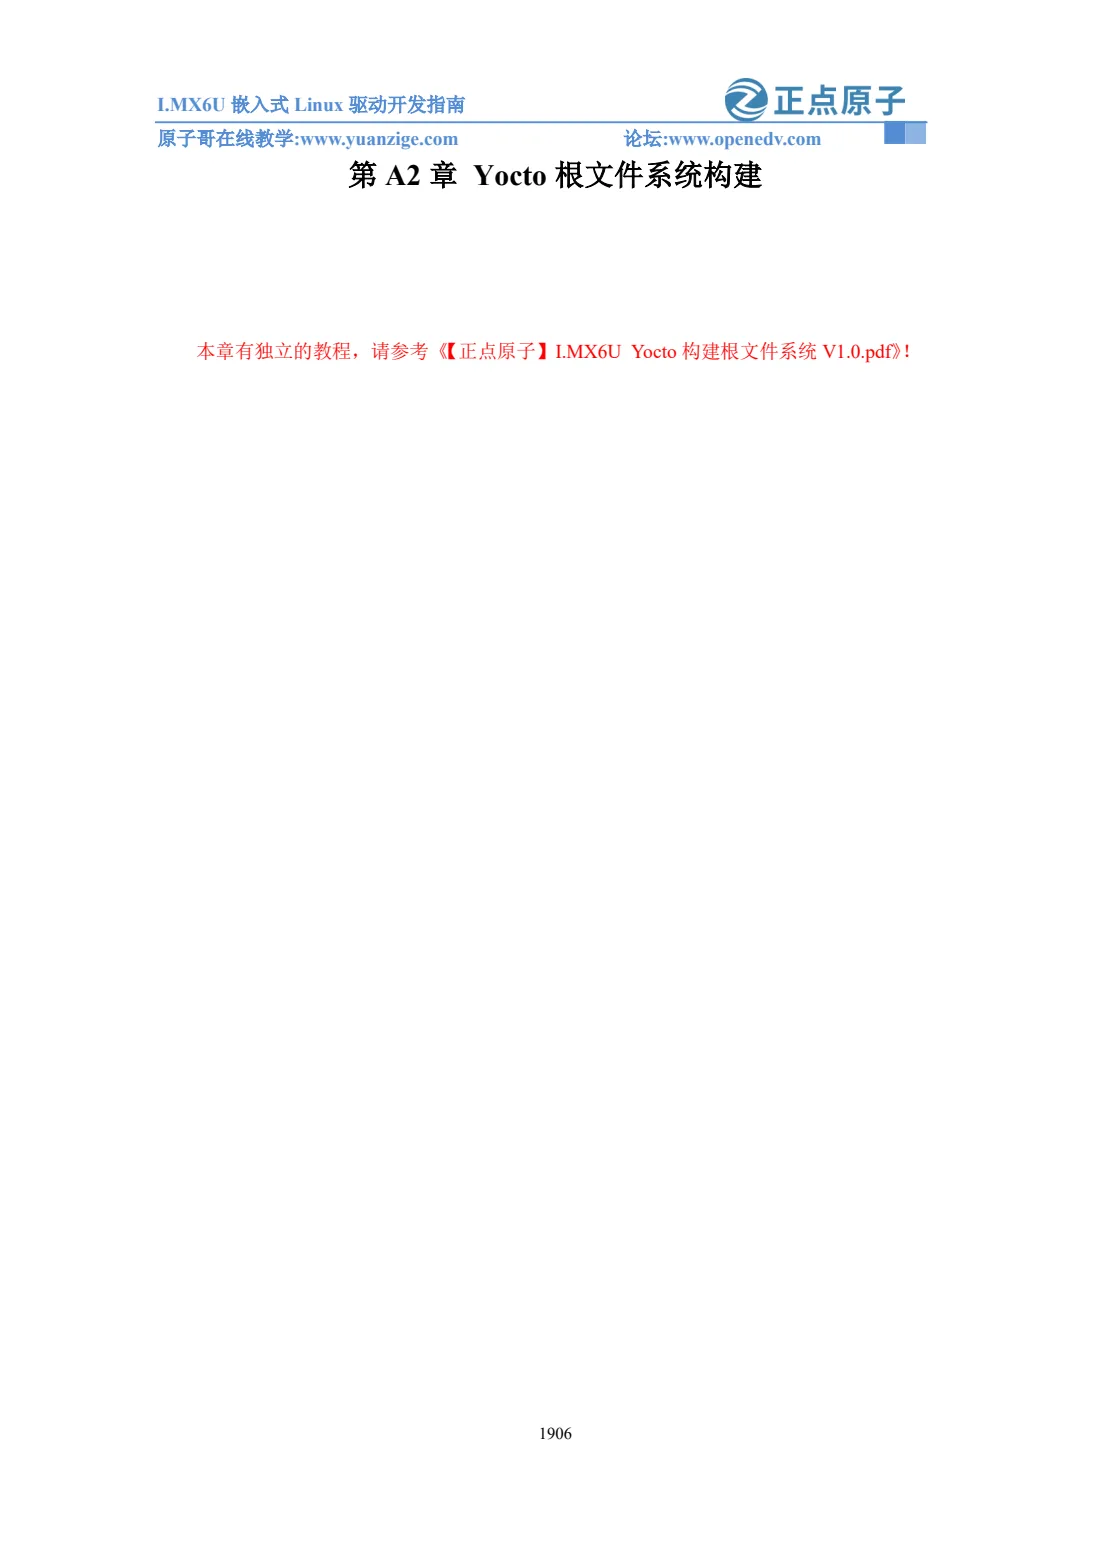 I.MX6U 嵌入式 Linux 驱动开发指南
正点原子
原子哥在线教学:www.yuanzige.com 论坛:www.openedv.com
第 A2 章 Yocto 根文件系统构建
本章有独立的教程，请参考《【正点原子】I.MX6U Yocto 构建根文件系统 V1.0.pdf》！
1906